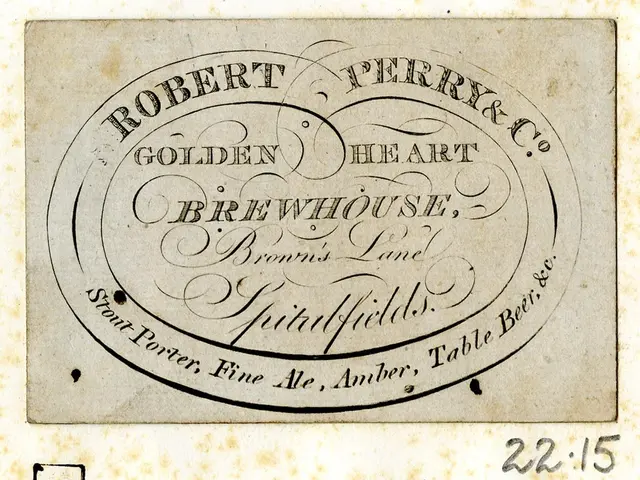 ROBERT PERRY & Co.
GOLDEN HEART
BREWHOUSE,
Brown's Lane
Spitalfields.
Stout Porter, Fine Ale, Amber, Table Beer, &c.
22.15